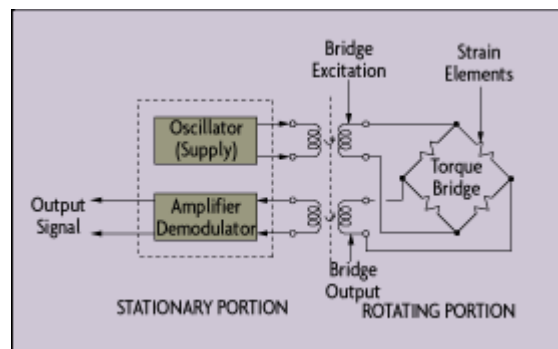 Bridge
Excitation
Strain
Elements
Oscillator
(Supply)
Torque
Bridge
Output
Signal
Amplifier
Demodulator
Bridge
Output
STATIONARY PORTION
ROTATING PORTION